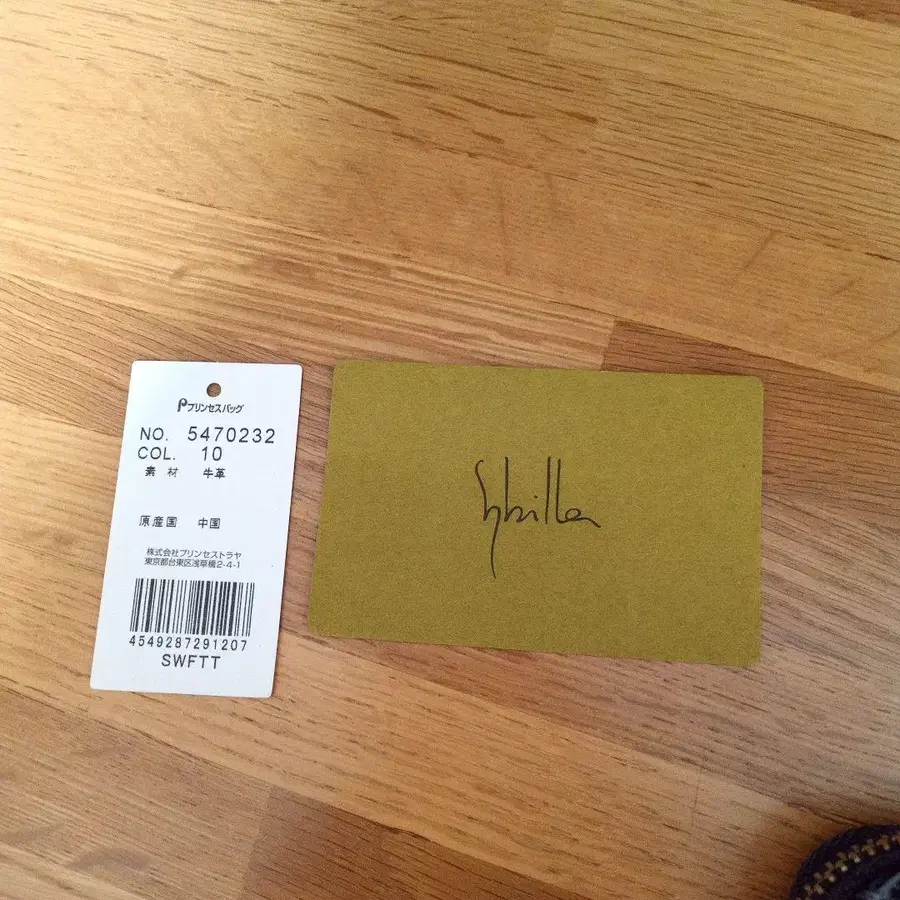 プリンセスバッグ
NO. 5470232
COL. 10
素 材 牛革
原産国 中国
株式会社プリンセストラヤ
東京都台東区浅草橋2-4-1
4549287291207
SWFTT
Sybilla